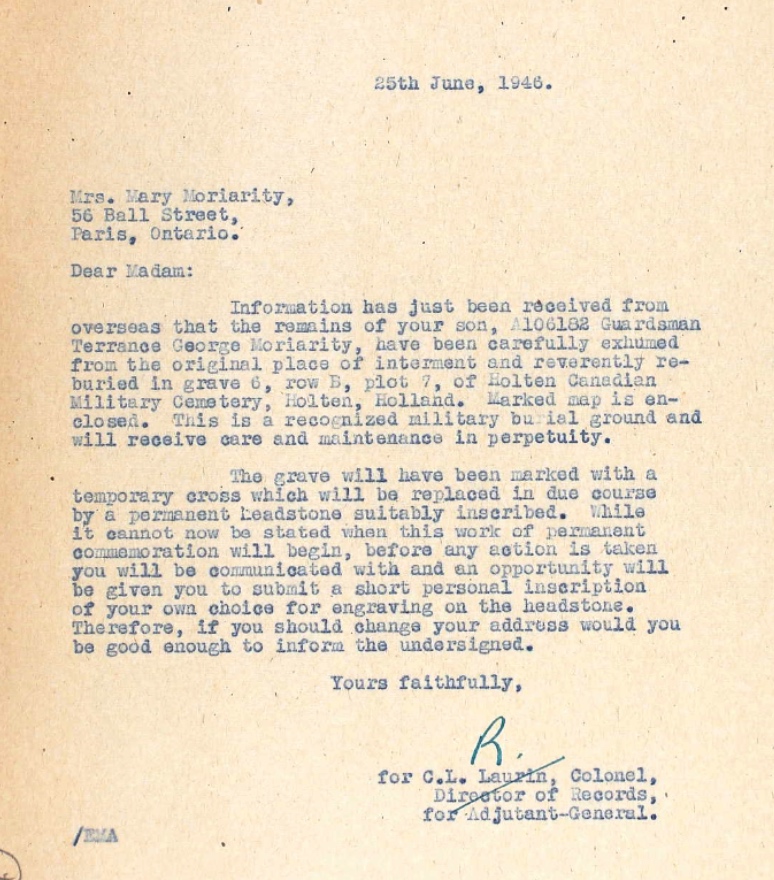 25th June, 1946.
Mrs. Mary Moriarity,
56 Ball Street,
Paris, Ontario.
Dear Madam:
Information has just been received from
overseas that the remains of your son, A106182 Guardsman
Terrance George Moriarity, have been carefully exhumed
from the original place of interment and reverently re-
buried in grave 6, row B, plot 7, of Holten Canadian
Military Cemetery, Holten, Holland. Marked map is en-
closed. This is a recognized military burial ground and
will receive care and maintenance in perpetuity.
The grave will have been marked with a
temporary cross which will be replaced in due course
by a permanent headstone suitably inscribed. While
it cannot now be stated when this work of permanent
commemoration will begin, before any action is taken
you will be communicated with and an opportunity will
be given you to submit a short personal inscription
of your own choice for engraving on the headstone.
Therefore, if you should change your address would you
be good enough to inform the undersigned.
Yours faithfully,
R.
for C.L. Laurin, Colonel,
Director of Records,
for Adjutant-General.
/EMA